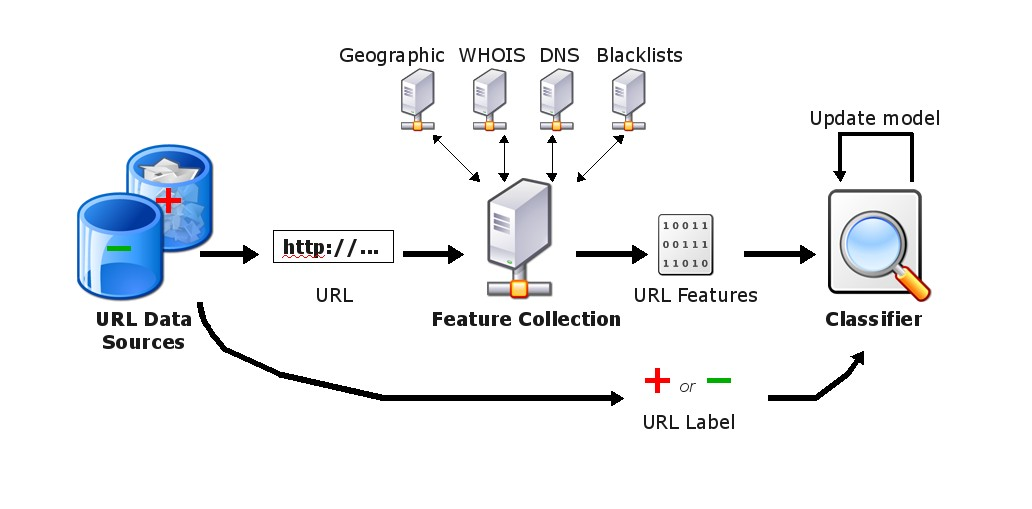 Geographic WHOIS DNS Blacklists
Update model
+
−
http://...
10011
00111
11010
URL
URL Features
URL Data
Sources
Feature Collection
Classifier
+ or −
URL Label